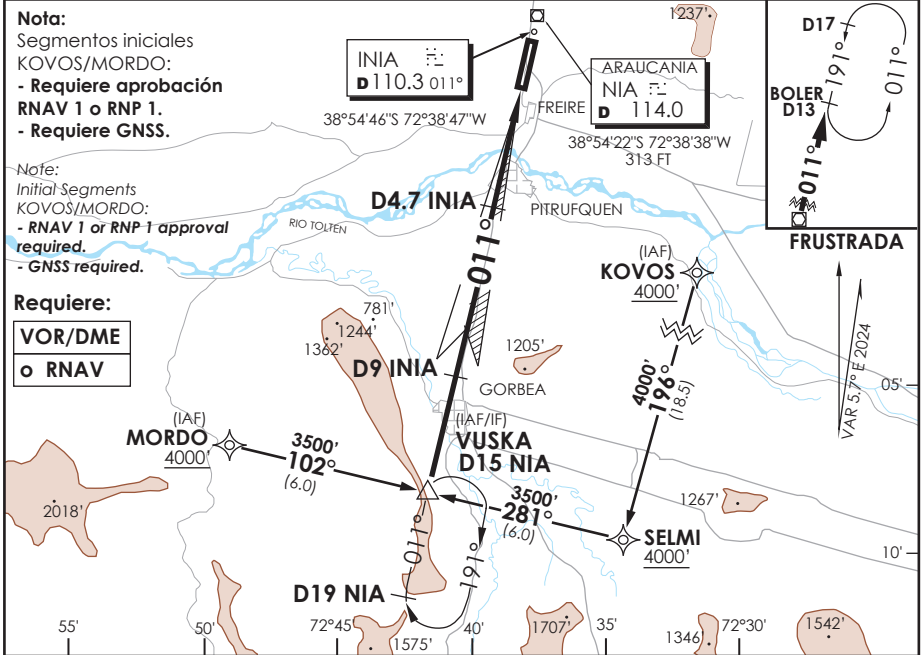 Nota:
Segmentos iniciales
KOVOS/MORDO:
- Requiere aprobación
RNAV 1 o RNP 1.
- Requiere GNSS.
Note:
Initial Segments
KOVOS/MORDO:
- RNAV 1 or RNP 1 approval
required.
- GNSS required.
Requiere:
VOR/DME
o RNAV
INIA
D 110.3 011°
38°54'46"S 72°38'47"W
ARAUCANIA
NIA
D 114.0
38°54'22"S 72°38'38"W
313 FT
1237'
FREIRE
D17
191°
011°
BOLER
D13
011°
FRUSTRADA
D4.7 INIA
PITRUFQUEN
RIO TOLTEN
011°
(IAF)
KOVOS
4000'
781'
1244'
1362'
1205'
D9 INIA
GORBEA
4000'
196°
(18.5)
VAR 5.7° E 2024
05'
(IAF)
MORDO
4000'
3500'
102°
(6.0)
(IAF/IF)
VUSKA
D15 NIA
3500'
281°
(6.0)
1267'
2018'
SELMI
4000'
10'
011°
191°
D19 NIA
1575'
1707'
1346'
1542'
55'
50'
72°45'
40'
35'
72°30'